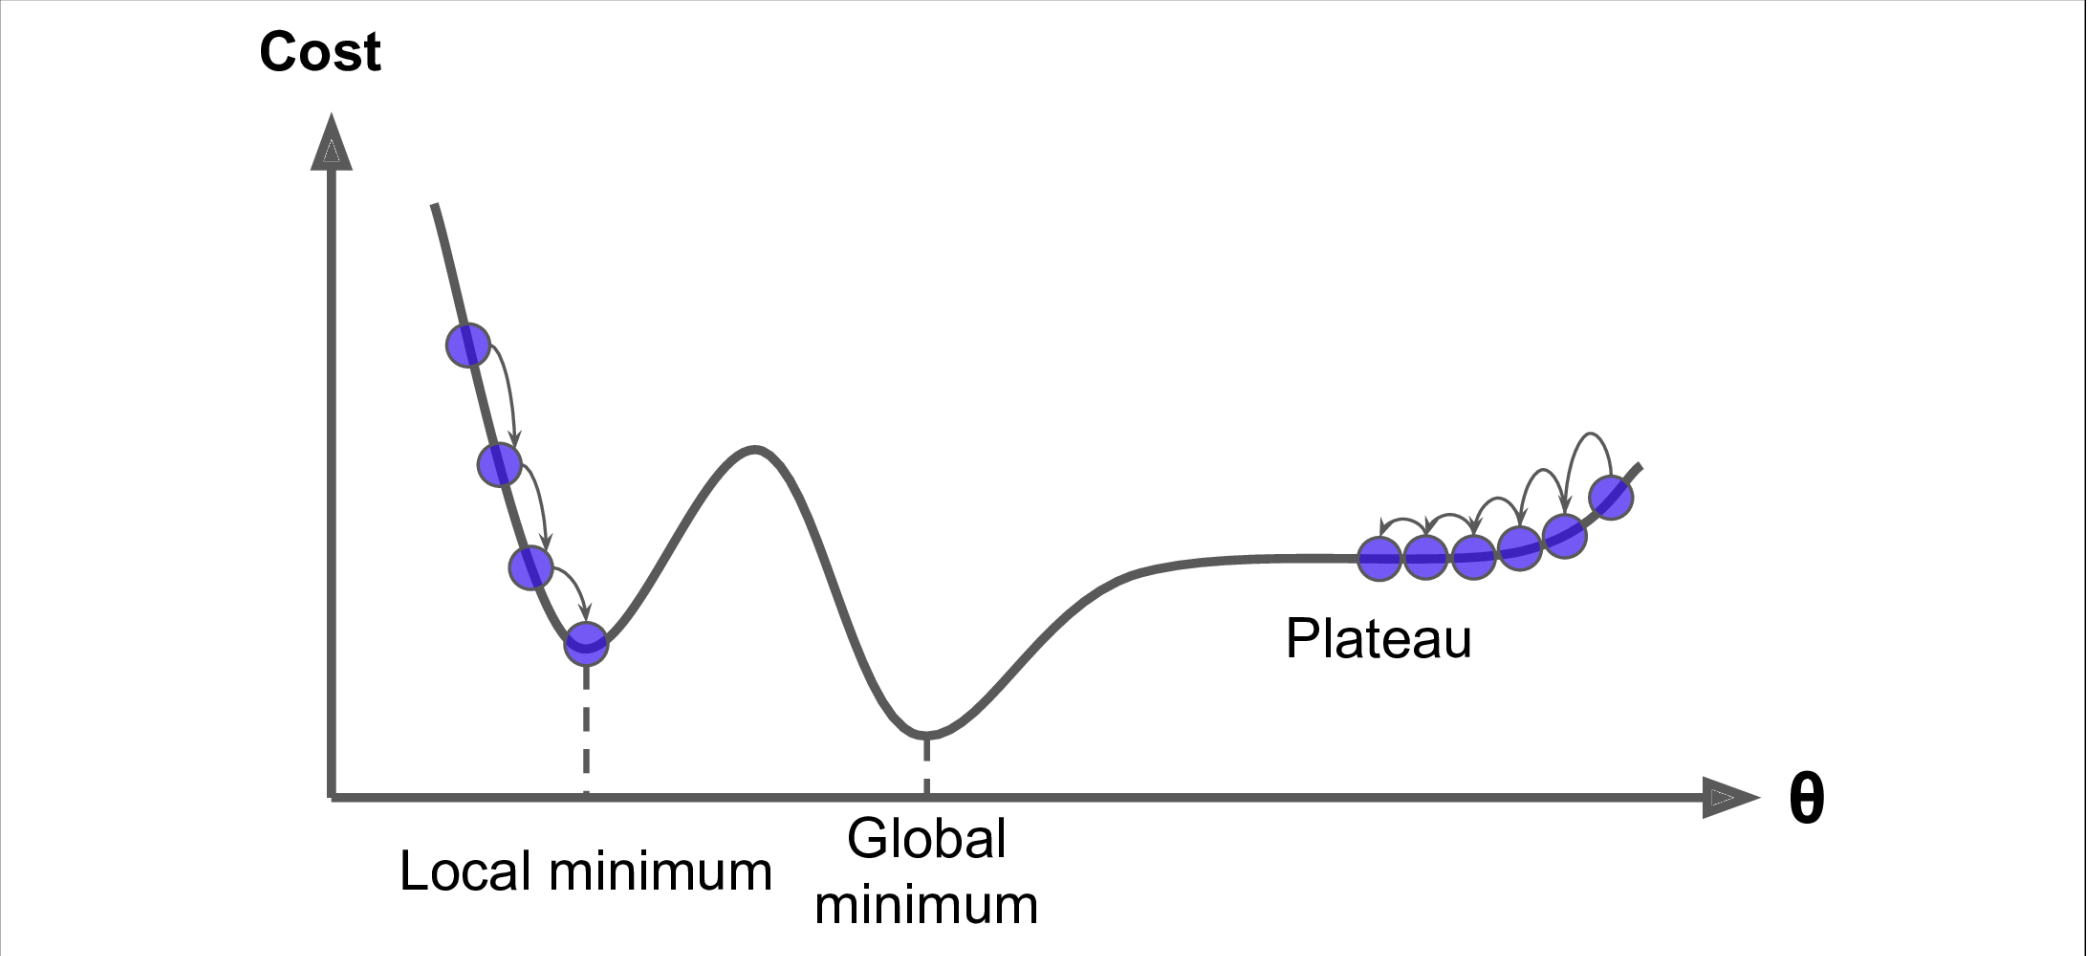 Cost
Plateau
θ
Local minimum
Global
minimum